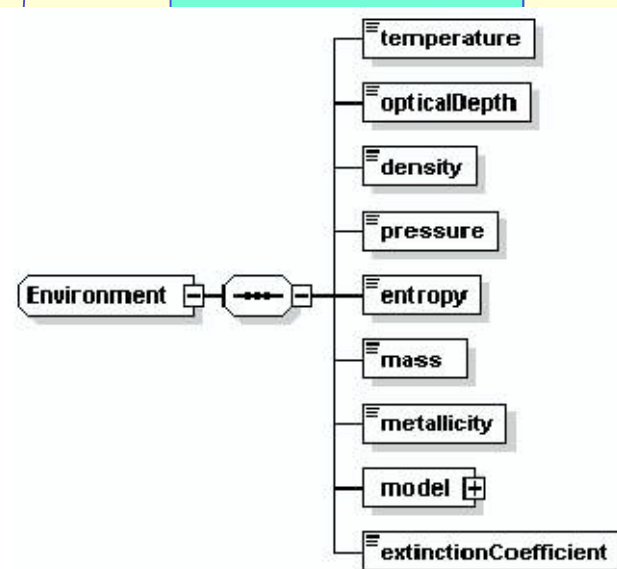 temperature
opticalDepth
density
pressure
Environment
entropy
mass
metallicity
model
extinctionCoefficient